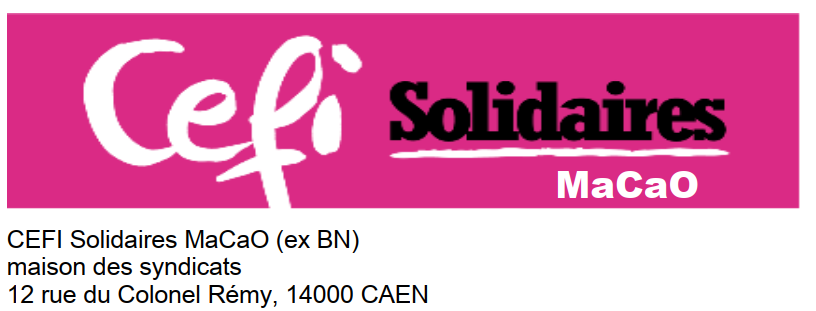 Cefi Solidaires
MaCaO
CEFI Solidaires MaCaO (ex BN)
maison des syndicats
12 rue du Colonel Rémy, 14000 CAEN